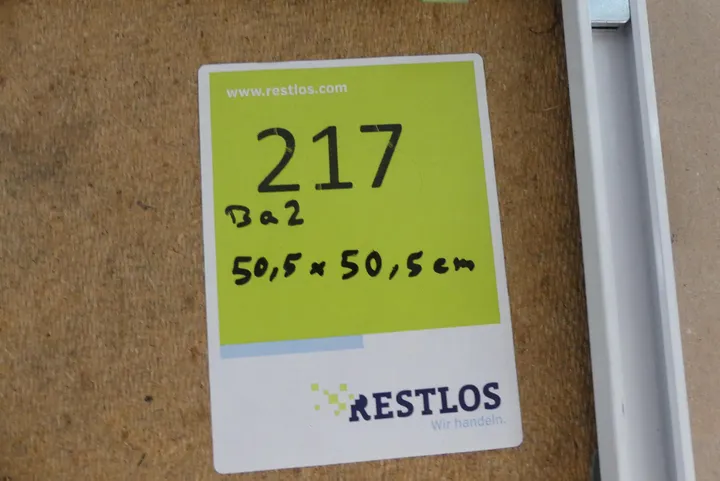 www.restlos.com
217
Ba2
50,5 x 50,5 cm
RESTLOS
Wir handeln.